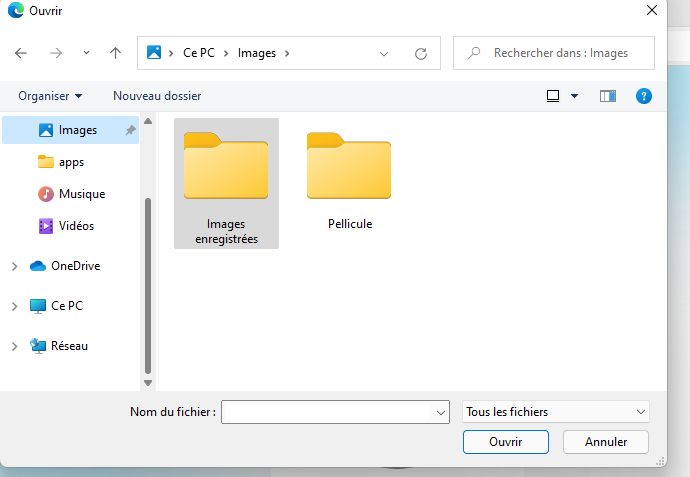 Ouvrir
Ce PC
Images
Rechercher dans : Images
Organiser
Nouveau dossier
?
Images
apps
Musique
Vidéos
OneDrive
Ce PC
Réseau
Images
enregistrées
Pellicule
Nom du fichier :
Tous les fichiers
Ouvrir
Annuler